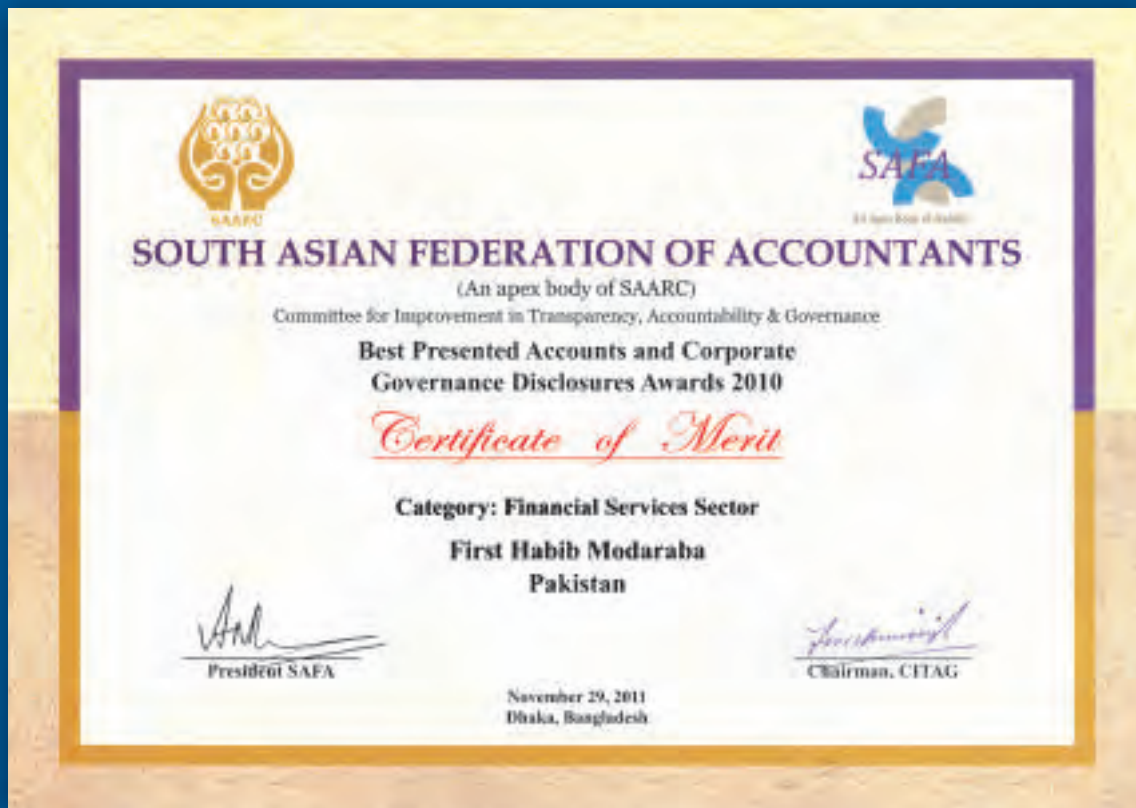 SAARC
SAFA
SOUTH ASIAN FEDERATION OF ACCOUNTANTS
(An apex body of SAARC)
Committee for Improvement in Transparency, Accountability & Governance
Best Presented Accounts and Corporate
Governance Disclosures Awards 2010
Certificate of Merit
Category: Financial Services Sector
First Habib Modaraba
Pakistan
President SAFA
Chairman, CITAG
November 29, 2011
Dhaka, Bangladesh